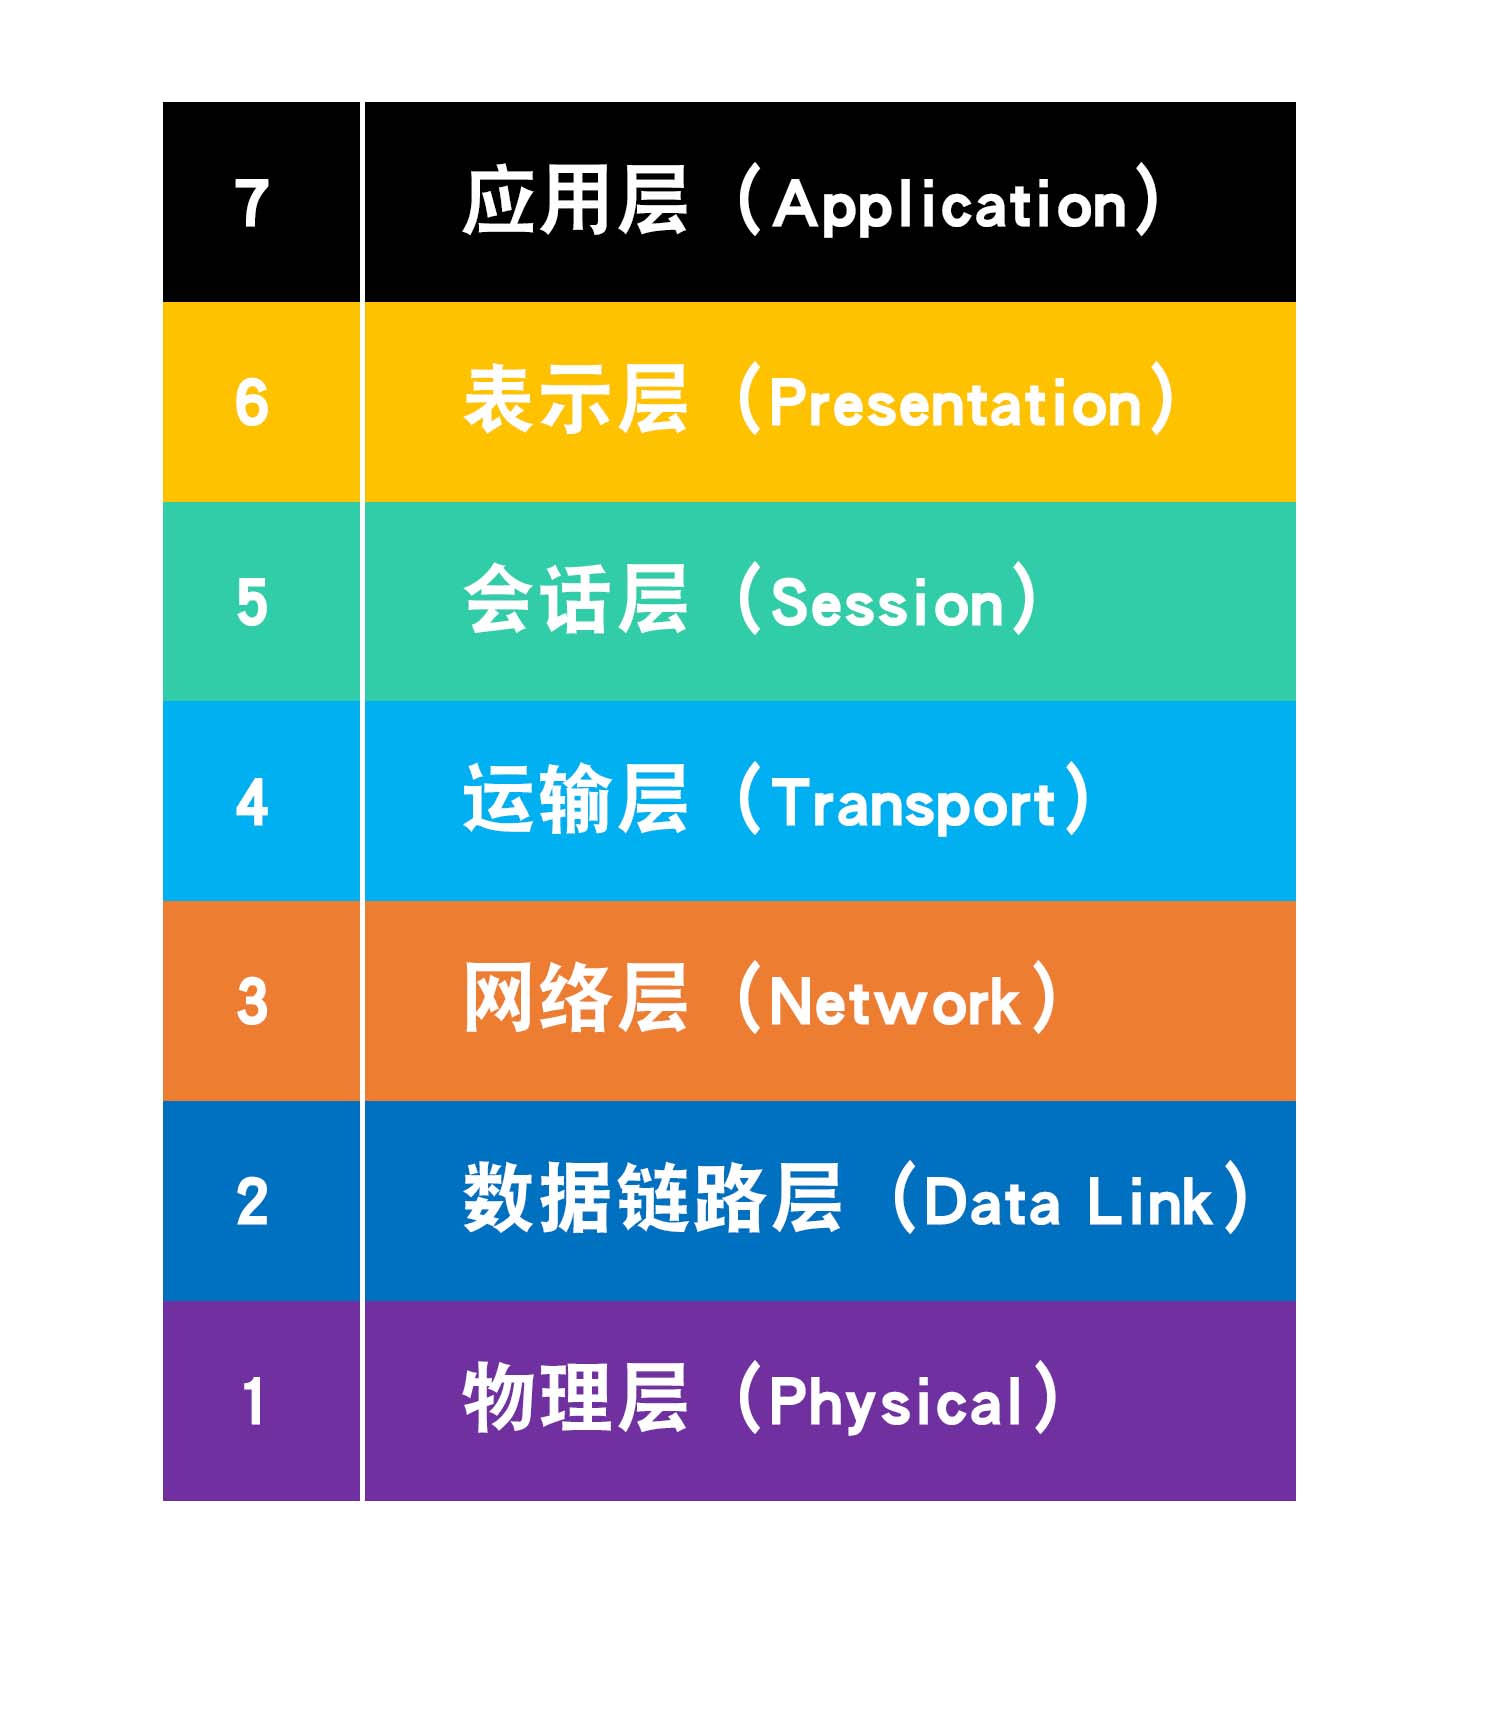 7 应用层（Application）
6 表示层（Presentation）
5 会话层（Session）
4 运输层（Transport）
3 网络层（Network）
2 数据链路层（Data Link）
1 物理层（Physical）